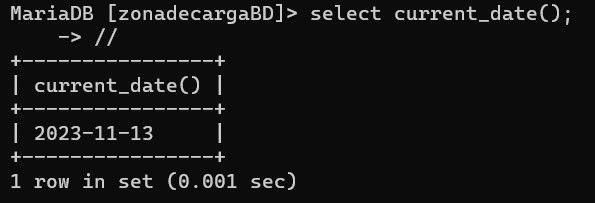 MariaDB [zonadecargaBD]> select current_date();
    -> //
+----------------+
| current_date() |
+----------------+
| 2023-11-13     |
+----------------+
1 row in set (0.001 sec)